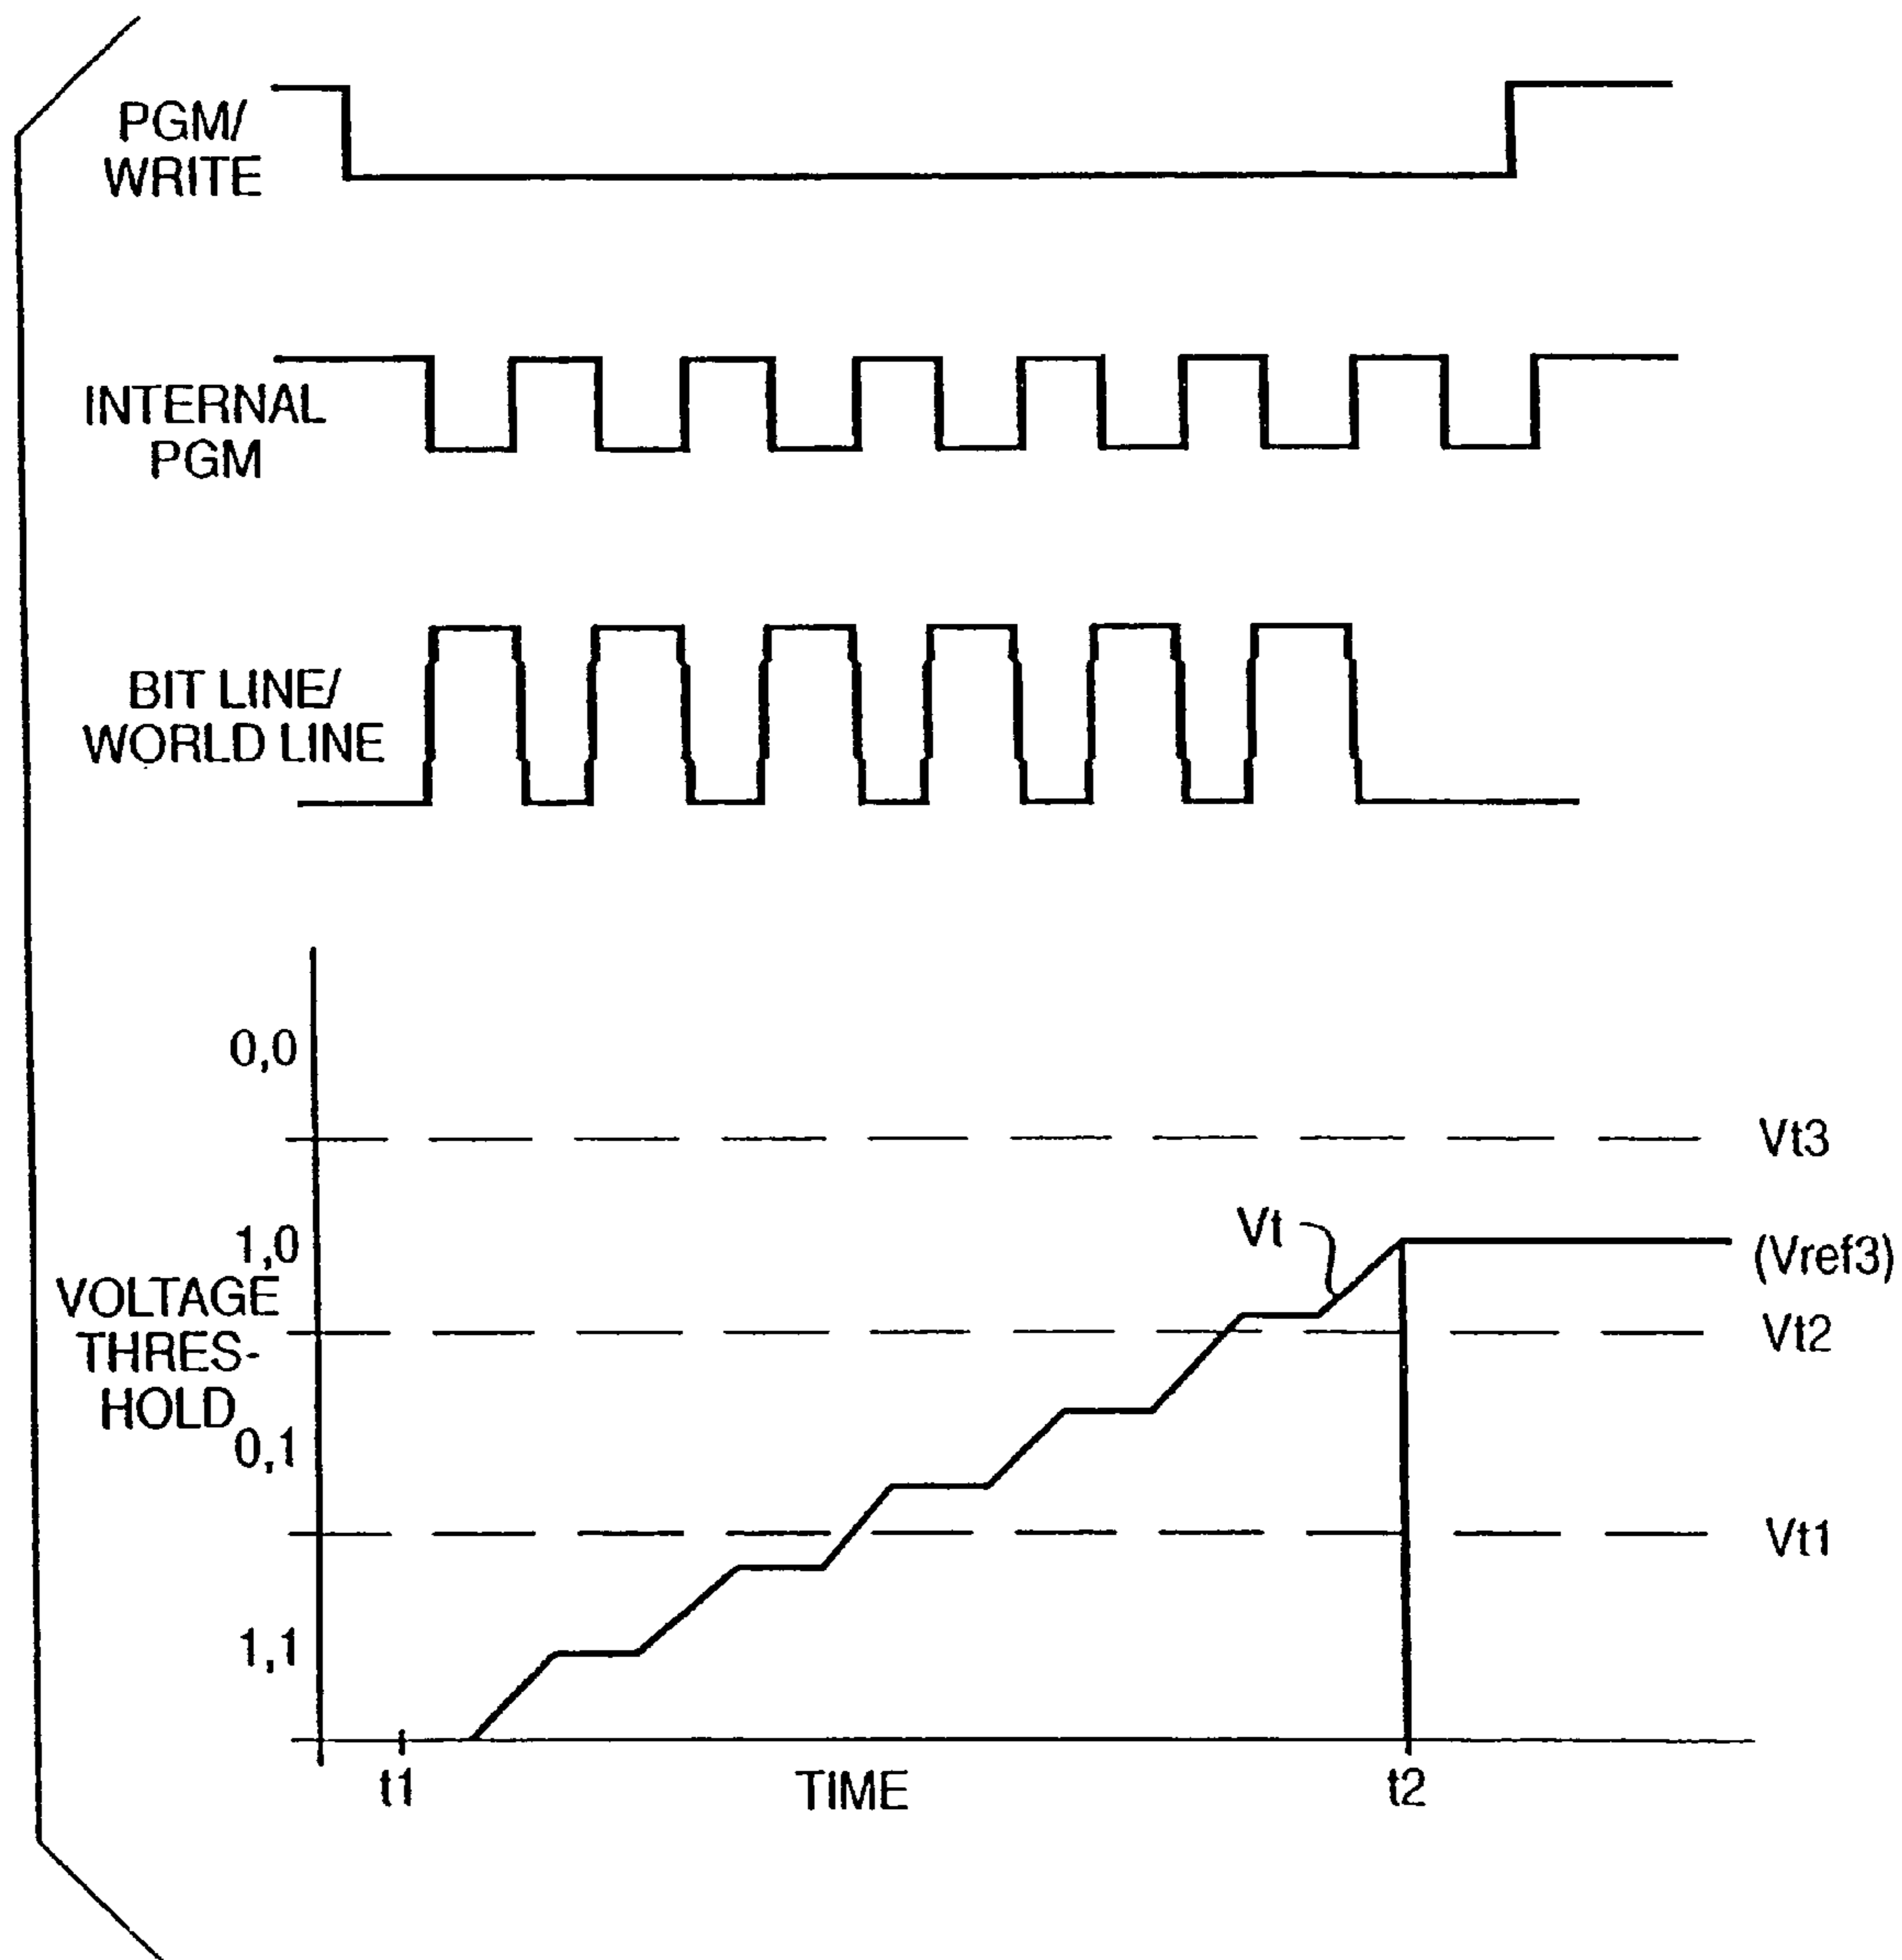 PGM/
WRITE
INTERNAL
PGM
BIT LINE/
WORLD LINE
0,0
Vt3
Vt
1,0
(Vref3)
VOLTAGE
THRES-
HOLD
Vt2
0,1
Vt1
1,1
t1
TIME
t2